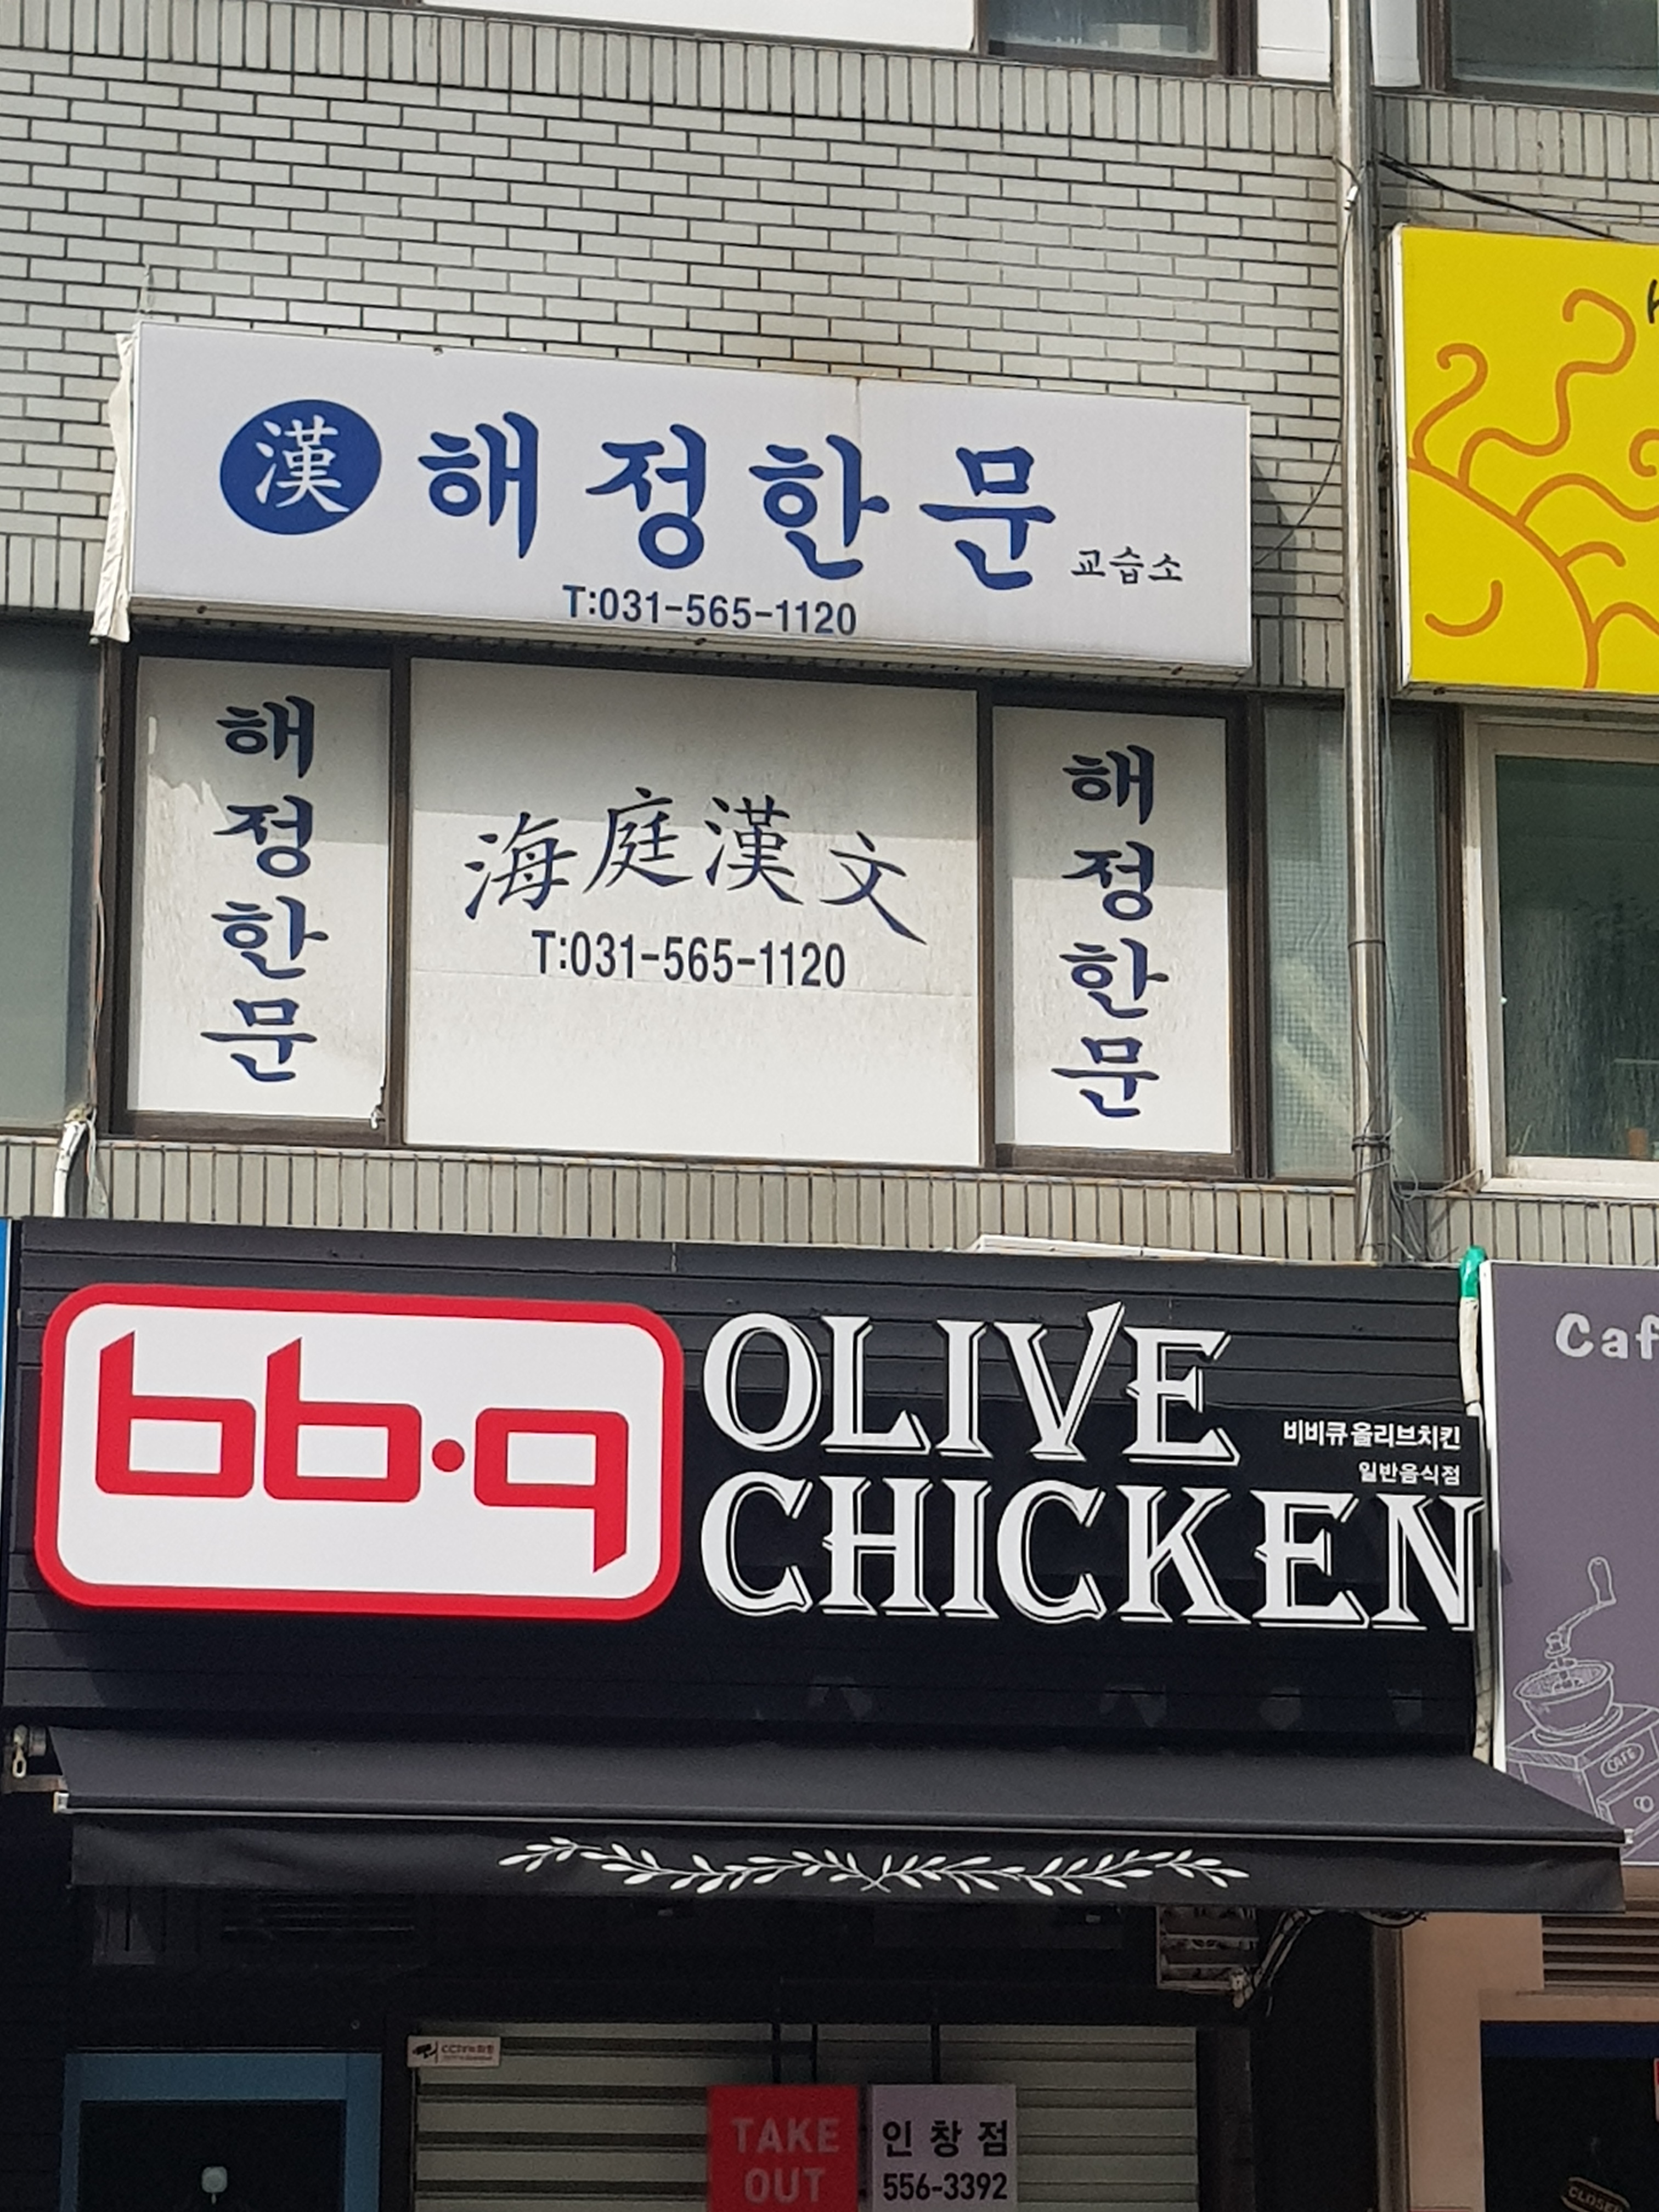 漢 해정한문 교습소
T:031-565-1120
해
정
한
문
海庭漢文
T:031-565-1120
해
정
한
문
bb.q
OLIVE
CHICKEN
비비큐 올리브치킨
일반음식점
Caf
CAFE
TAKE
OUT
인창점
556-3392
CLOSED